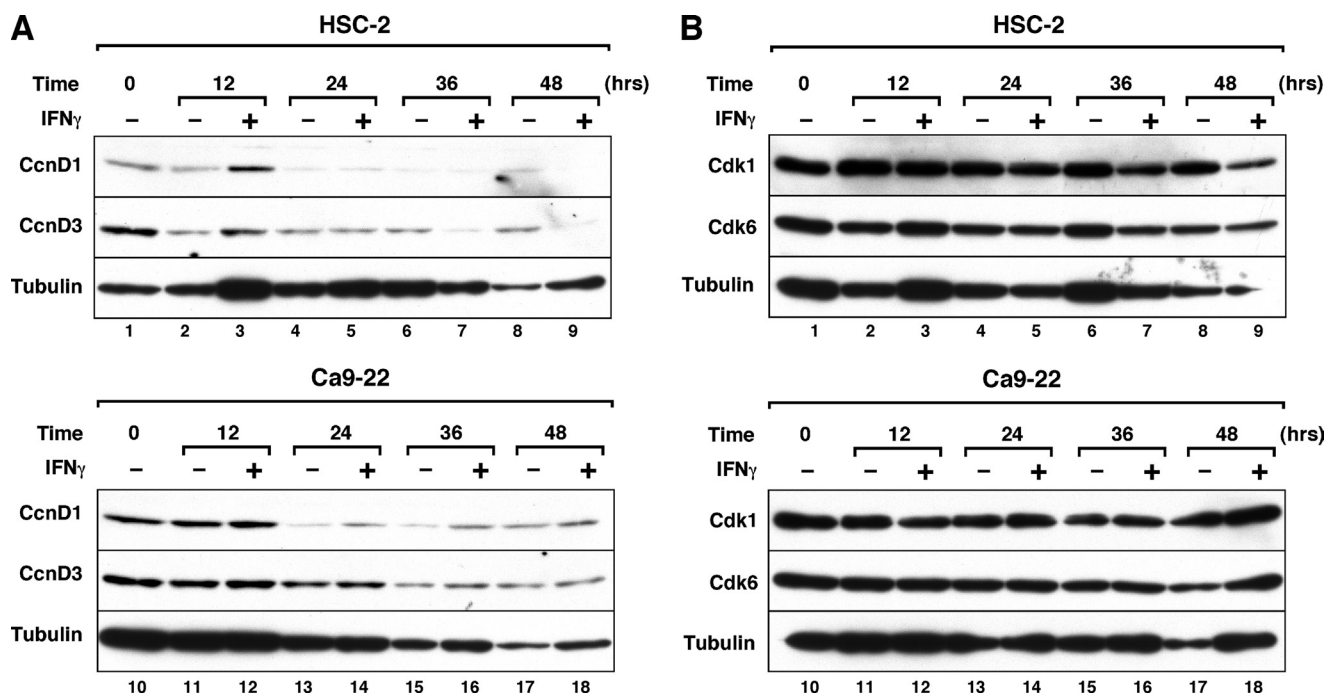 A
HSC-2
Time 0 12 24 36 48 (hrs)
IFNγ − − + − + − + − +
CcnD1
CcnD3
Tubulin
1 2 3 4 5 6 7 8 9
Ca9-22
Time 0 12 24 36 48
IFNγ − − + − + − + − +
CcnD1
CcnD3
Tubulin
10 11 12 13 14 15 16 17 18
B
HSC-2
Time 0 12 24 36 48 (hrs)
IFNγ − − + − + − + − +
Cdk1
Cdk6
Tubulin
1 2 3 4 5 6 7 8 9
Ca9-22
Time 0 12 24 36 48 (hrs)
IFNγ − − + − + − + − +
Cdk1
Cdk6
Tubulin
10 11 12 13 14 15 16 17 18